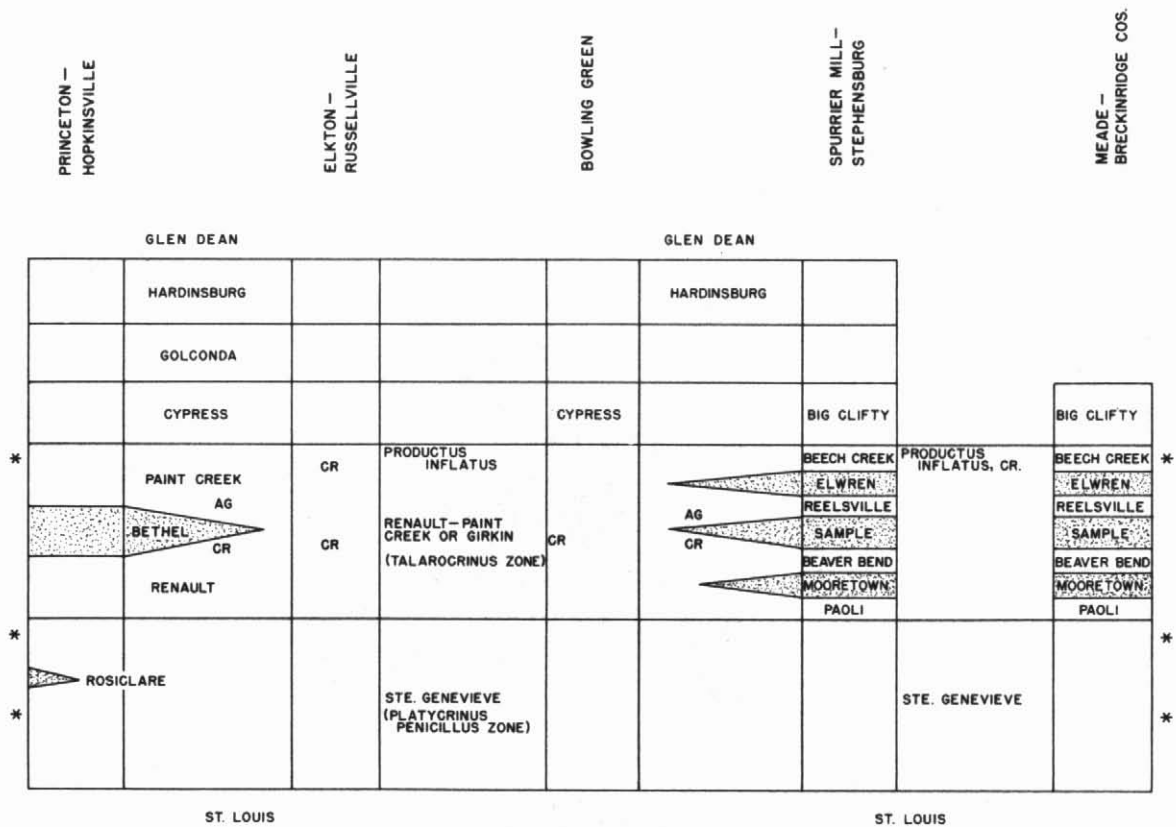 PRINCETON —
HOPKINSVILLE
ELKTON —
RUSSELLVILLE
BOWLING GREEN
SPURRIER MILL—
STEPHENSBURG
MEADE—
BRECKINRIDGE COS.
GLEN DEAN
GLEN DEAN
HARDINSBURG
HARDINSBURG
GOLCONDA
CYPRESS
CYPRESS
BIG CLIFTY
BIG CLIFTY
*
PAINT CREEK
AG
BETHEL
CR
RENAULT
CR
CR
PRODUCTUS
INFLATUS
RENAULT—PAINT
CREEK OR GIRKIN
(TALAROCRINUS ZONE)
CR
AG
CR
BEECH CREEK
ELWREN
REELSVILLE
SAMPLE
BEAVER BEND
MOORETOWN
PAOLI
PRODUCTUS
INFLATUS, CR.
BEECH CREEK
ELWREN
REELSVILLE
SAMPLE
BEAVER BEND
MOORETOWN
PAOLI
*
*
ROSICLARE
*
STE. GENEVIEVE
(PLATYCRINUS
PENICILLUS ZONE)
STE. GENEVIEVE
*
*
ST. LOUIS
ST. LOUIS